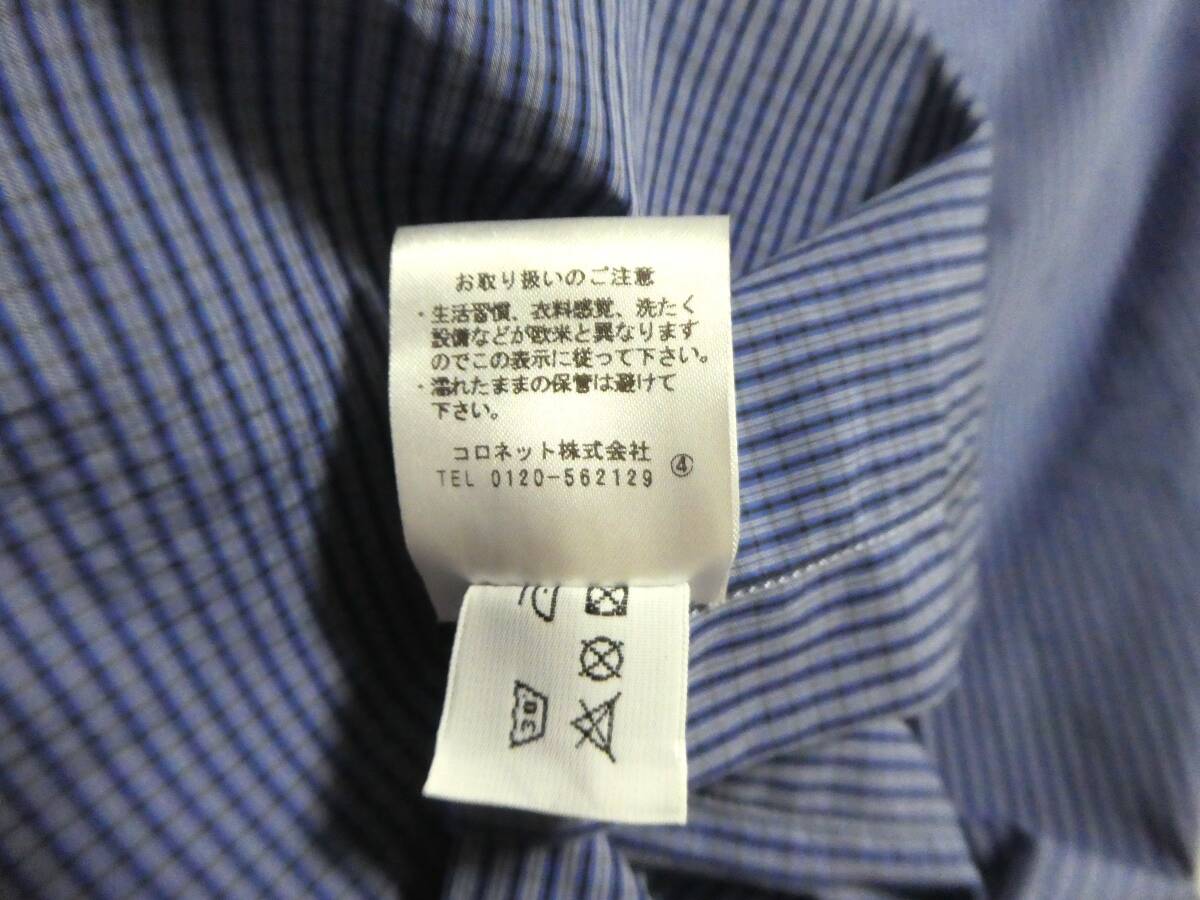 お取り扱いのご注意
・生活習慣、衣料感覚、洗たく
設備などが欧米と異なります
のでこの表示に従って下さい。
・濡れたままの保管は避けて
下さい。
コロネット株式会社
TEL 0120-562129 ④
30